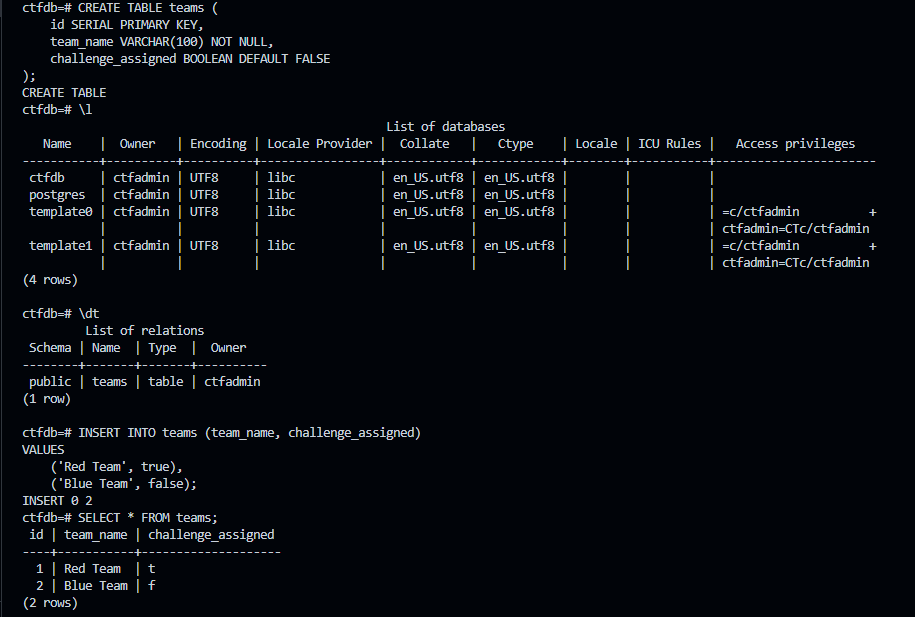 ctfdb=# CREATE TABLE teams (
    id SERIAL PRIMARY KEY,
    team_name VARCHAR(100) NOT NULL,
    challenge_assigned BOOLEAN DEFAULT FALSE
);
CREATE TABLE
ctfdb=# \l
                                                    List of databases
   Name    |  Owner   | Encoding | Locale Provider |  Collate   |   Ctype    | Locale | ICU Rules |   Access privileges
-----------+----------+----------+-----------------+------------+------------+--------+-----------+-----------------------
 ctfdb     | ctfadmin | UTF8     | libc            | en_US.utf8 | en_US.utf8 |        |           |
 postgres  | ctfadmin | UTF8     | libc            | en_US.utf8 | en_US.utf8 |        |           |
 template0 | ctfadmin | UTF8     | libc            | en_US.utf8 | en_US.utf8 |        |           | =c/ctfadmin          +
           |          |          |                 |            |            |        |           | ctfadmin=CTc/ctfadmin
 template1 | ctfadmin | UTF8     | libc            | en_US.utf8 | en_US.utf8 |        |           | =c/ctfadmin          +
           |          |          |                 |            |            |        |           | ctfadmin=CTc/ctfadmin
(4 rows)

ctfdb=# \dt
         List of relations
 Schema | Name  | Type  |  Owner
--------+-------+-------+----------
 public | teams | table | ctfadmin
(1 row)

ctfdb=# INSERT INTO teams (team_name, challenge_assigned)
VALUES
    ('Red Team', true),
    ('Blue Team', false);
INSERT 0 2
ctfdb=# SELECT * FROM teams;
 id | team_name | challenge_assigned
----+-----------+--------------------
  1 | Red Team  | t
  2 | Blue Team | f
(2 rows)